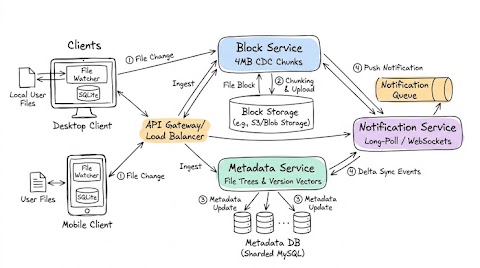 Clients
① File Change
File
Watcher
SQLite
Local User
Files
Desktop Client
API Gateway/
Load Balancer
Ingest
Block Service
4MB CDC Chunks
File Block
② Chunking
& Upload
Block Storage
(e.g., S3/Blob Storage)
④ Push Notification
Notification
Queue
Notification Service
Long-Poll / WebSockets
File
Watcher
SQLite
User Files
Mobile Client
① File Change
Ingest
Metadata Service
File Trees & Version Vectors
④ Delta Sync Events
③ Metadata
Update
③ Metadata
Update
Metadata DB
(Sharded MySQL)